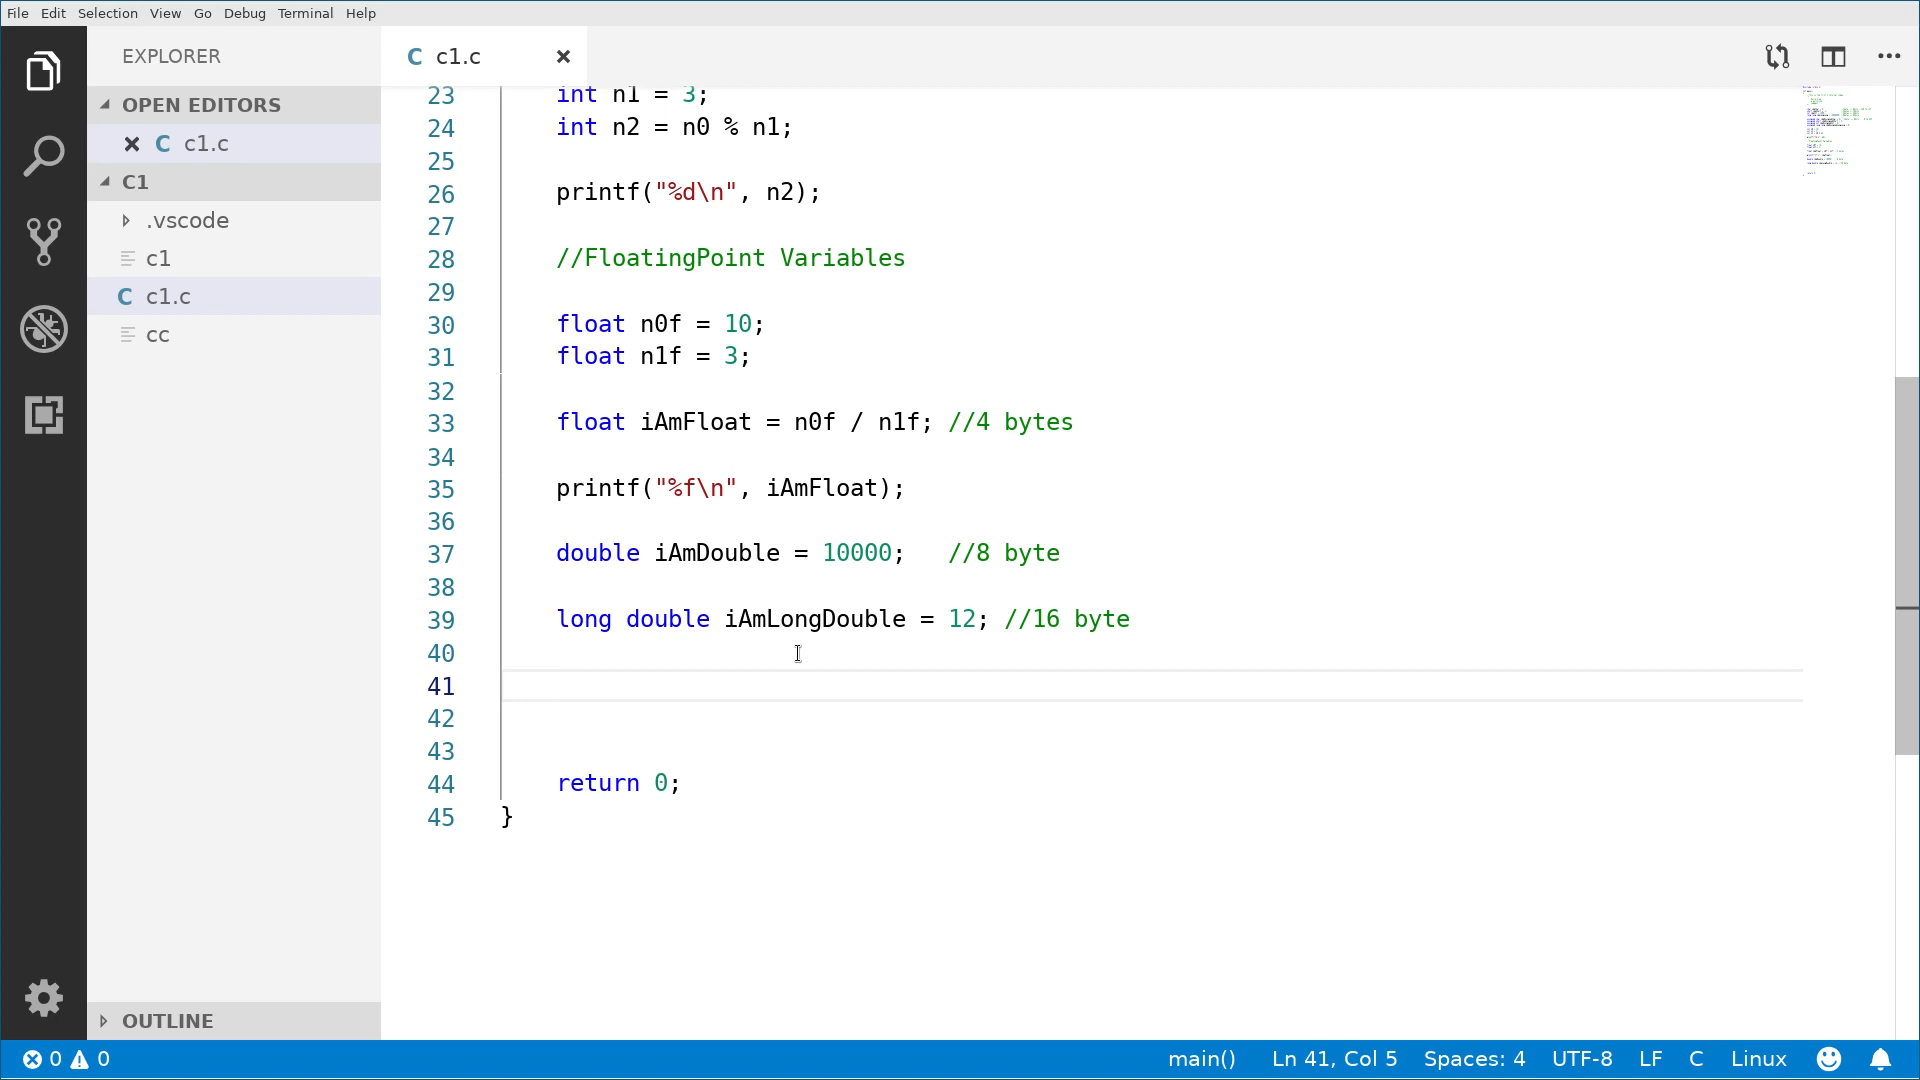 File Edit Selection View Go Debug Terminal Help
EXPLORER
OPEN EDITORS
C c1.c
C1
.vscode
c1
C c1.c
cc
OUTLINE
C c1.c
23 int n1 = 3;
24 int n2 = n0 % n1;
25
26 printf("%d\n", n2);
27
28 //FloatingPoint Variables
29
30 float n0f = 10;
31 float n1f = 3;
32
33 float iAmFloat = n0f / n1f; //4 bytes
34
35 printf("%f\n", iAmFloat);
36
37 double iAmDouble = 10000;   //8 byte
38
39 long double iAmLongDouble = 12; //16 byte
40
41
42
43
44 return 0;
45 }
0 0 main() Ln 41, Col 5 Spaces: 4 UTF-8 LF C Linux